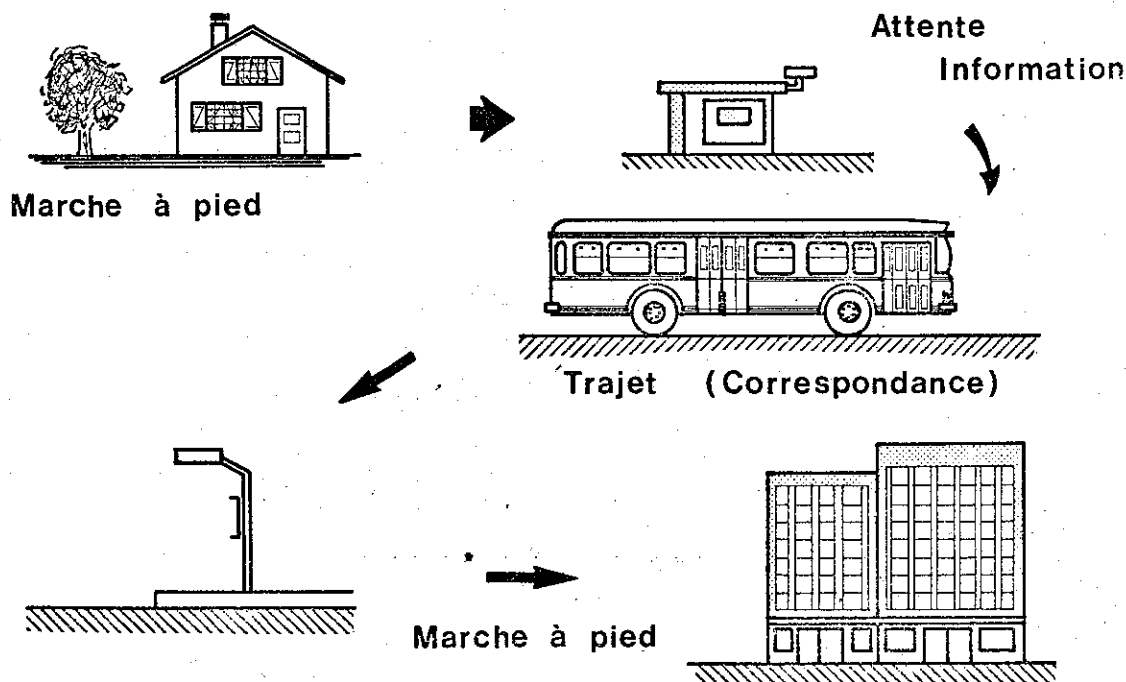 Attente
Information
Marche à pied
Trajet (Correspondance)
Marche à pied